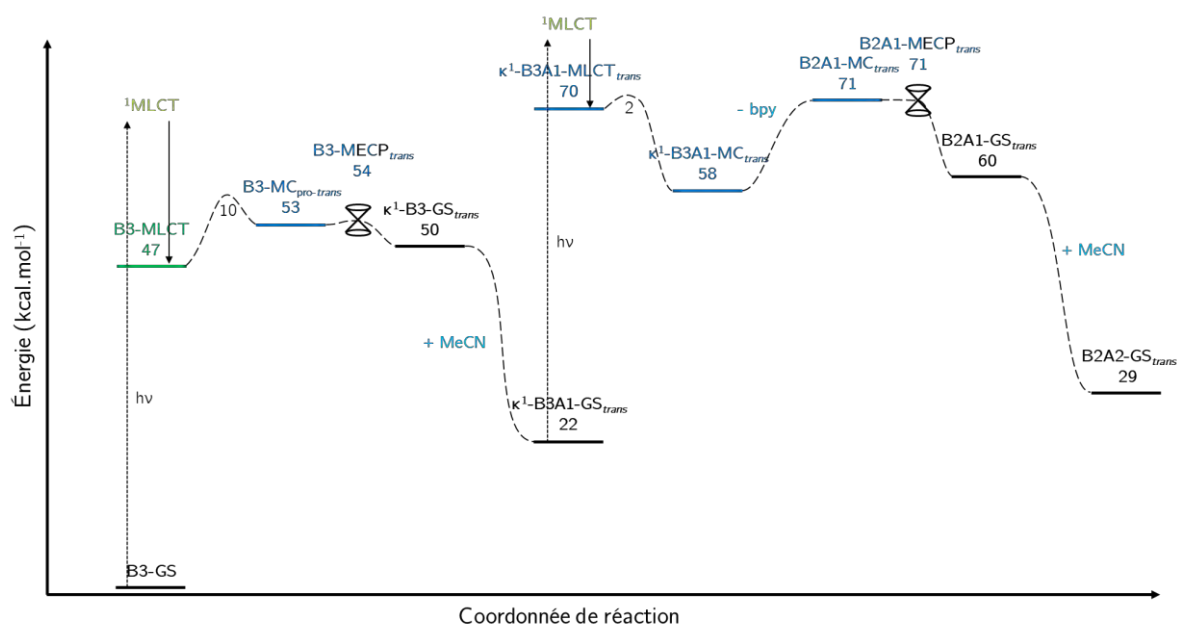 ¹MLCT
¹MLCT
κ¹-B3A1-MLCTtrans
70
2
- bpy
B2A1-MECPtrans
B2A1-MCtrans
71
71
κ¹-B3A1-MCtrans
58
B2A1-GStrans
60
B3-MECPtrans
54
B3-MCpro-trans
53
10
B3-MLCT
47
κ¹-B3-GStrans
50
hν
+ MeCN
+ MeCN
hν
κ¹-B3A1-GStrans
22
B2A2-GStrans
29
B3-GS
Énergie (kcal.mol⁻¹)
Coordonnée de réaction